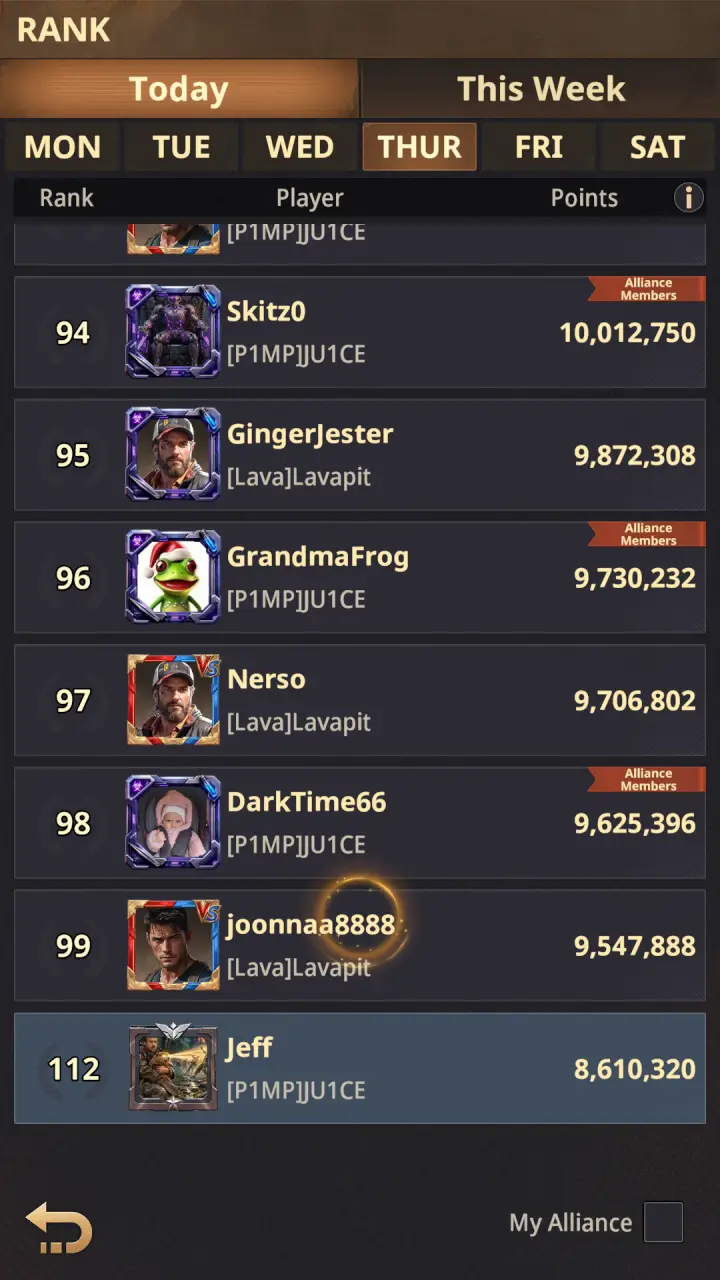 RANK
Today
This Week
MON TUE WED THUR FRI SAT
Rank Player Points i
[P1MP]JU1CE
Alliance
Members
94 Skitz0 10,012,750
[P1MP]JU1CE
95 GingerJester 9,872,308
[Lava]Lavapit
Alliance
Members
96 GrandmaFrog 9,730,232
[P1MP]JU1CE
VS
97 Nerso 9,706,802
[Lava]Lavapit
Alliance
Members
98 DarkTime66 9,625,396
[P1MP]JU1CE
VS
99 joonnaa8888 9,547,888
[Lava]Lavapit
112 Jeff 8,610,320
[P1MP]JU1CE
My Alliance